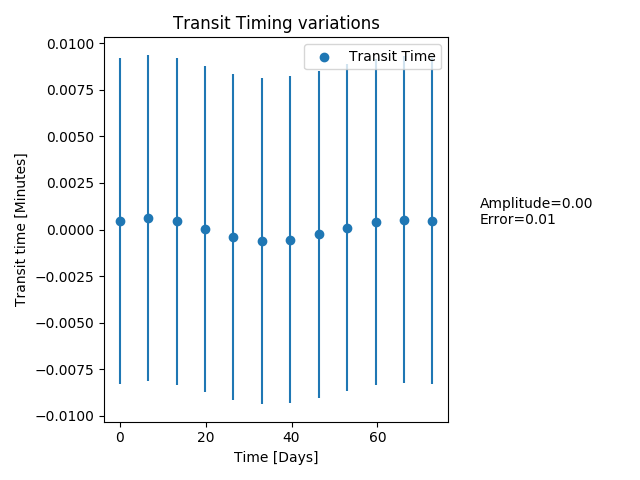 Transit Timing variations
Transit Time
0.0100
0.0075
0.0050
0.0025
0.0000
−0.0025
−0.0050
−0.0075
−0.0100
Transit time [Minutes]
0 20 40 60
Time [Days]
Amplitude=0.00
Error=0.01